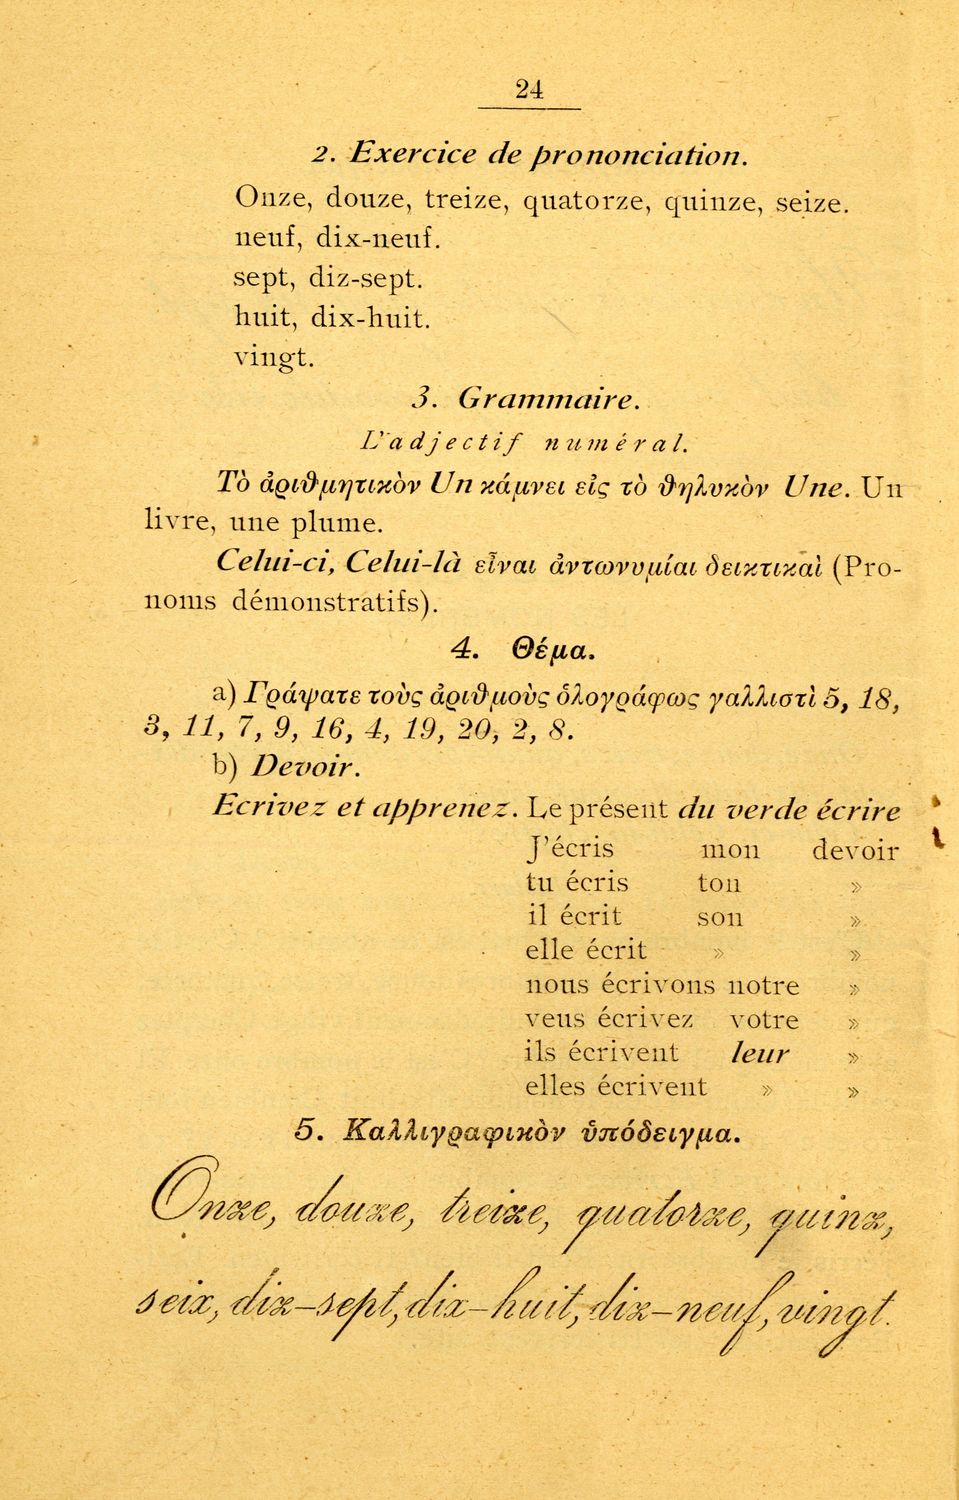 24
2. Exercice de prononciation.
Onze, douze, treize, quatorze, quinze, seize.
neuf, dix-neuf.
sept, diz-sept.
huit, dix-huit.
vingt.
3. Grammaire.
L'adjectif numéral.
Τὸ ἀριθμητικὸν Un κάμνει εἰς τὸ θηλυκὸν Une. Un
livre, une plume.
Celui-ci, Celui-là εἶναι ἀντωνυμίαι δεικτικαὶ (Pro-
noms démonstratifs).
4. Θέμα.
a) Γράψατε τοὺς ἀριθμοὺς ὁλογράφως γαλλιστὶ 5, 18,
3, 11, 7, 9, 16, 4, 19, 20, 2, 8.
b) Devoir.
Ecrivez et apprenez. Le présent du verde écrire
J'écris mon devoir
tu écris ton »
il écrit son »
elle écrit » »
nous écrivons notre »
veus écrivez votre »
ils écrivent leur »
elles écrivent » »
5. Καλλιγραφικὸν ὑπόδειγμα.
Onze, douze, treize, quatorze, quinz,
seix, dix-sept, dix-huit, dix-neuf, vingt.